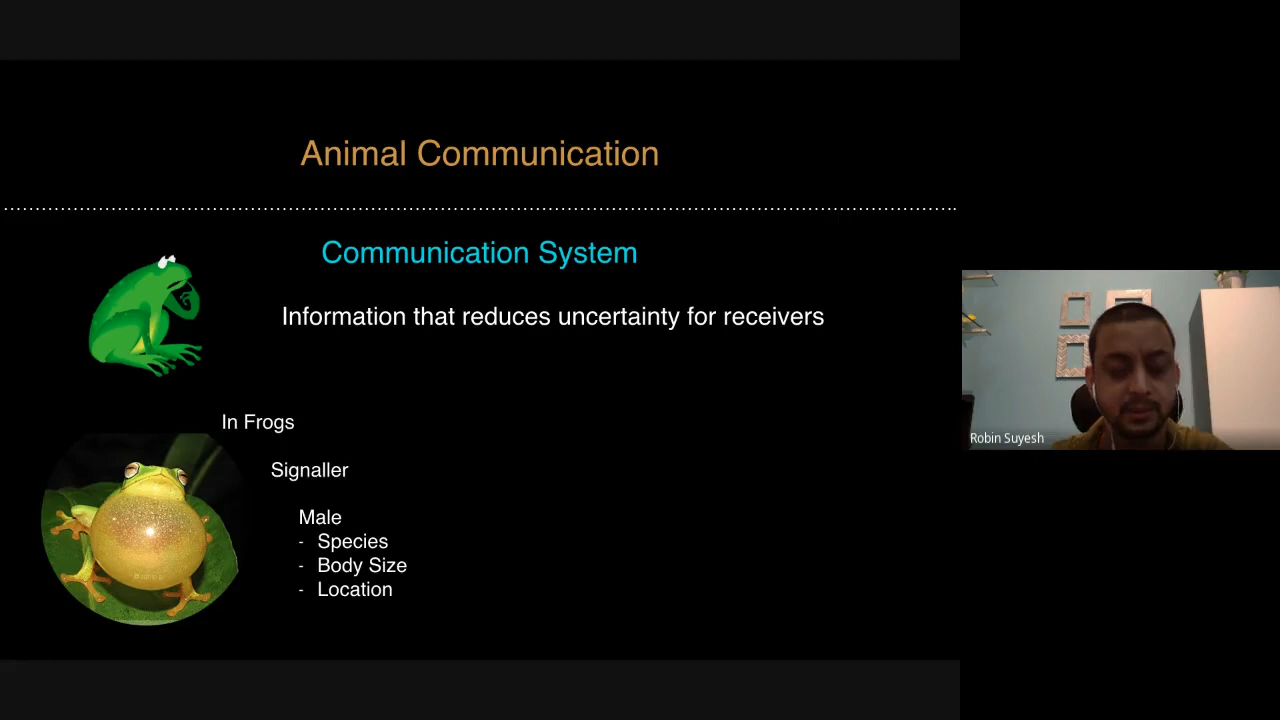 Animal Communication
Communication System
Information that reduces uncertainty for receivers
In Frogs
Signaller
Male
- Species
- Body Size
- Location
Robin Suyesh